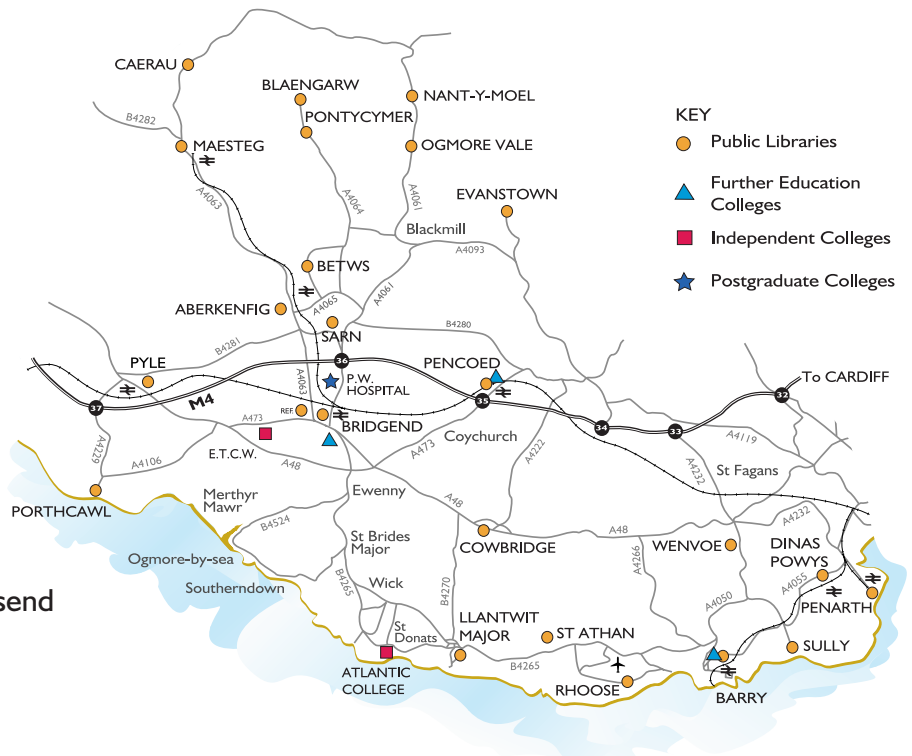 CAERAU
BLAENGARW
NANT-Y-MOEL
PONTYCYMER
B4282
MAESTEG
OGMORE VALE
KEY
Public Libraries
Further Education
Colleges
Independent Colleges
Postgraduate Colleges
A4063
A4064
A4061
EVANSTOWN
Blackmill
A4093
BETWS
A4061
A4065
ABERKENFIG
SARN
B4280
B4281
PYLE
36
PENCOED
P.W.
HOSPITAL
A4063
To CARDIFF
32
37
M4
35
REF.
BRIDGEND
A473
34
33
A4119
E.T.C.W.
A48
A473
Coychurch
A4222
A4229
A4106
St Fagans
A4232
PORTHCAWL
Merthyr
Mawr
Ewenny
A48
B4524
St Brides
Major
COWBRIDGE
A48
A4232
WENVOE
DINAS
POWYS
Ogmore-by-sea
Southerndown
B4265
Wick
B4270
A4266
A4055
A4050
PENARTH
send
St
Donats
LLANTWIT
MAJOR
ST ATHAN
SULLY
B4265
ATLANTIC
COLLEGE
RHOOSE
BARRY